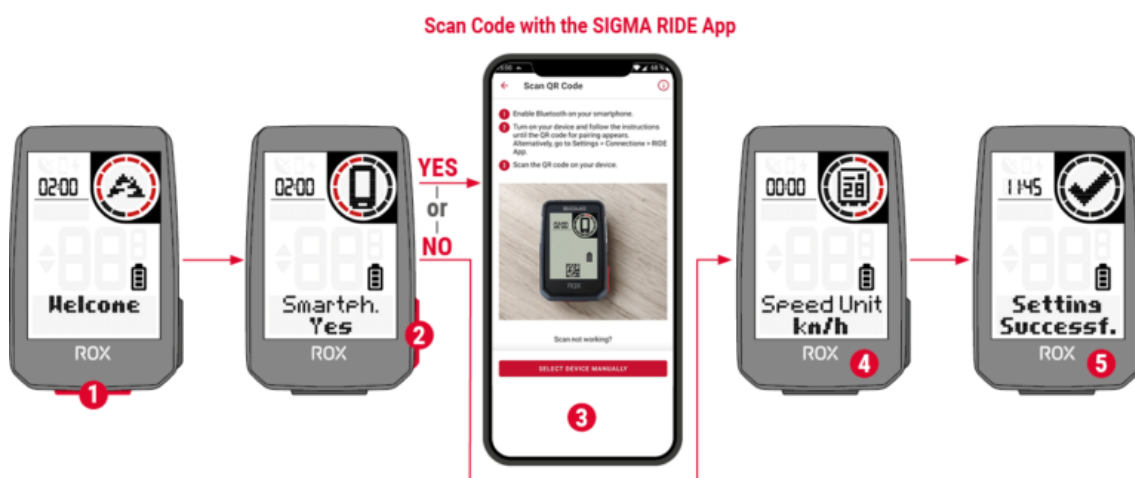 Scan Code with the SIGMA RIDE App
02:00
Welcome
ROX
1
02:00
Smartph.
Yes
ROX
2
YES
or
NO
Scan QR Code
1 Enable Bluetooth on your smartphone.
2 Turn on your device and follow the instructions
until the QR code for pairing appears.
Alternatively, go to Settings > Connections > RIDE
App.
3 Scan the QR code on your device.
SIGMA
ROX
Scan not working?
SELECT DEVICE MANUALLY
3
00:00
28
Speed Unit
km/h
ROX
4
11:45
Setting
Successf.
ROX
5